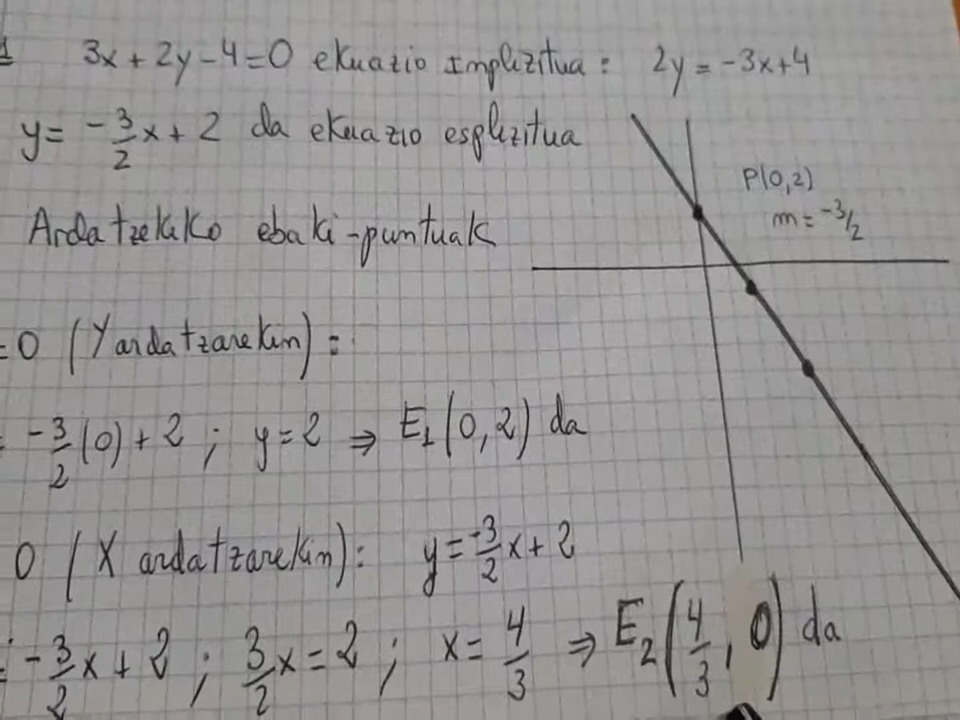 3x + 2y - 4 = 0 ekuazio Implizitua : 2y = -3x + 4
y = -3/2 x + 2 da ekuazio esplizitua
P(0,2)
m = -3/2
Ardatzekiko ebaki-puntuak
= 0 (Y ardatzarekin) :
= -3/2 (0) + 2 ; y = 2 ⇒ E1 (0, 2) da
0 (X ardatzarekin) : y = -3/2 x + 2
= -3/2 x + 2 ; 3/2 x = 2 ; x = 4/3 ⇒ E2 (4/3, 0) da